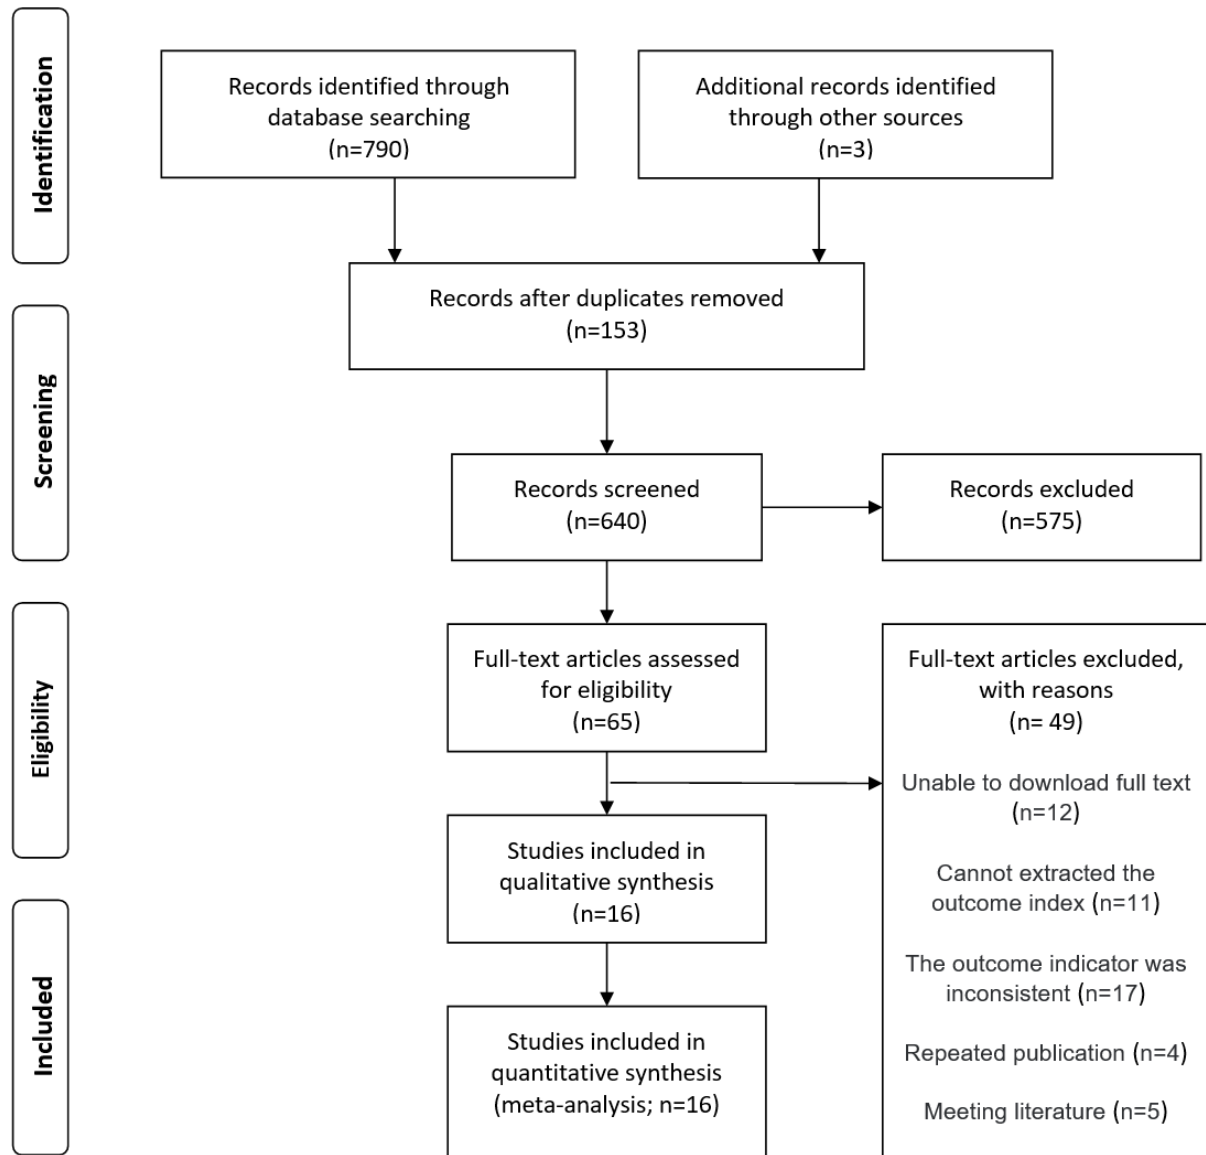 Identification
Records identified through
database searching
(n=790)
Additional records identified
through other sources
(n=3)
Records after duplicates removed
(n=153)
Screening
Records screened
(n=640)
Records excluded
(n=575)
Eligibility
Full-text articles assessed
for eligibility
(n=65)
Full-text articles excluded,
with reasons
(n= 49)
Unable to download full text
(n=12)
Cannot extracted the
outcome index (n=11)
The outcome indicator was
inconsistent (n=17)
Repeated publication (n=4)
Meeting literature (n=5)
Studies included in
qualitative synthesis
(n=16)
Included
Studies included in
quantitative synthesis
(meta-analysis; n=16)